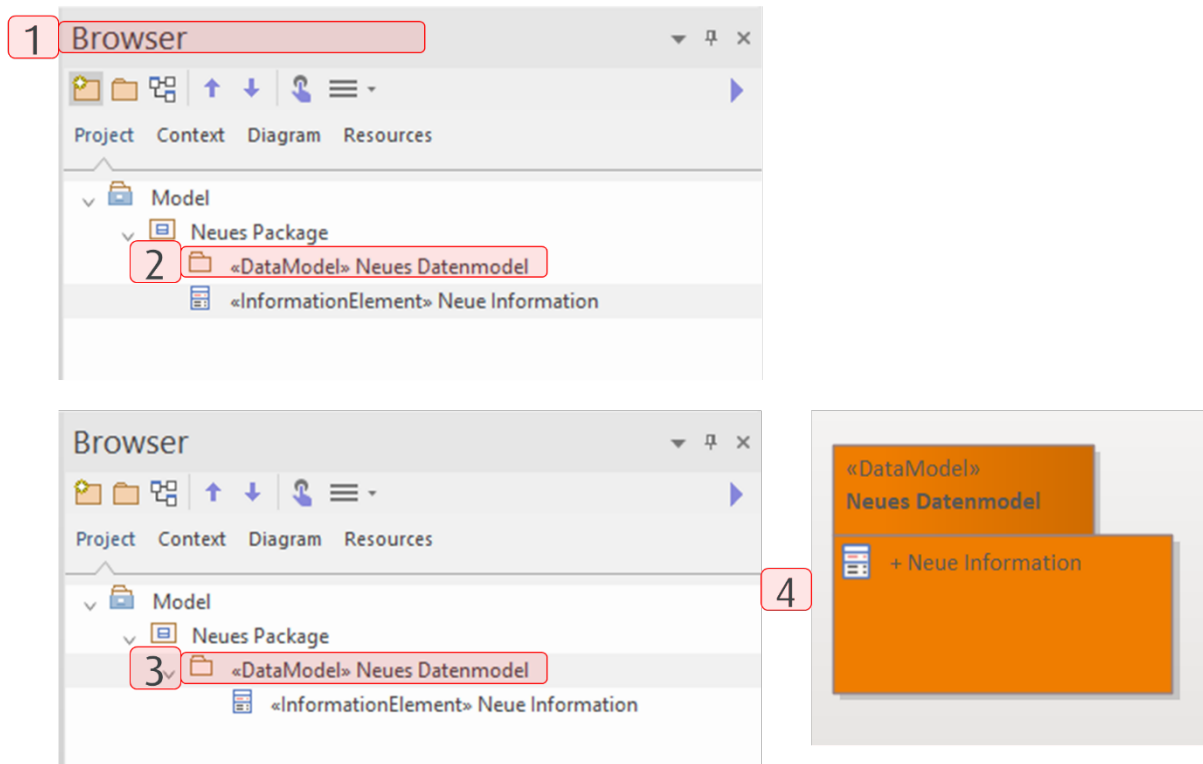 1 Browser
Project Context Diagram Resources
Model
Neues Package
2 «DataModel» Neues Datenmodel
«InformationElement» Neue Information
Browser
Project Context Diagram Resources
Model
Neues Package
3 «DataModel» Neues Datenmodel
«InformationElement» Neue Information
4
«DataModel»
Neues Datenmodel
+ Neue Information